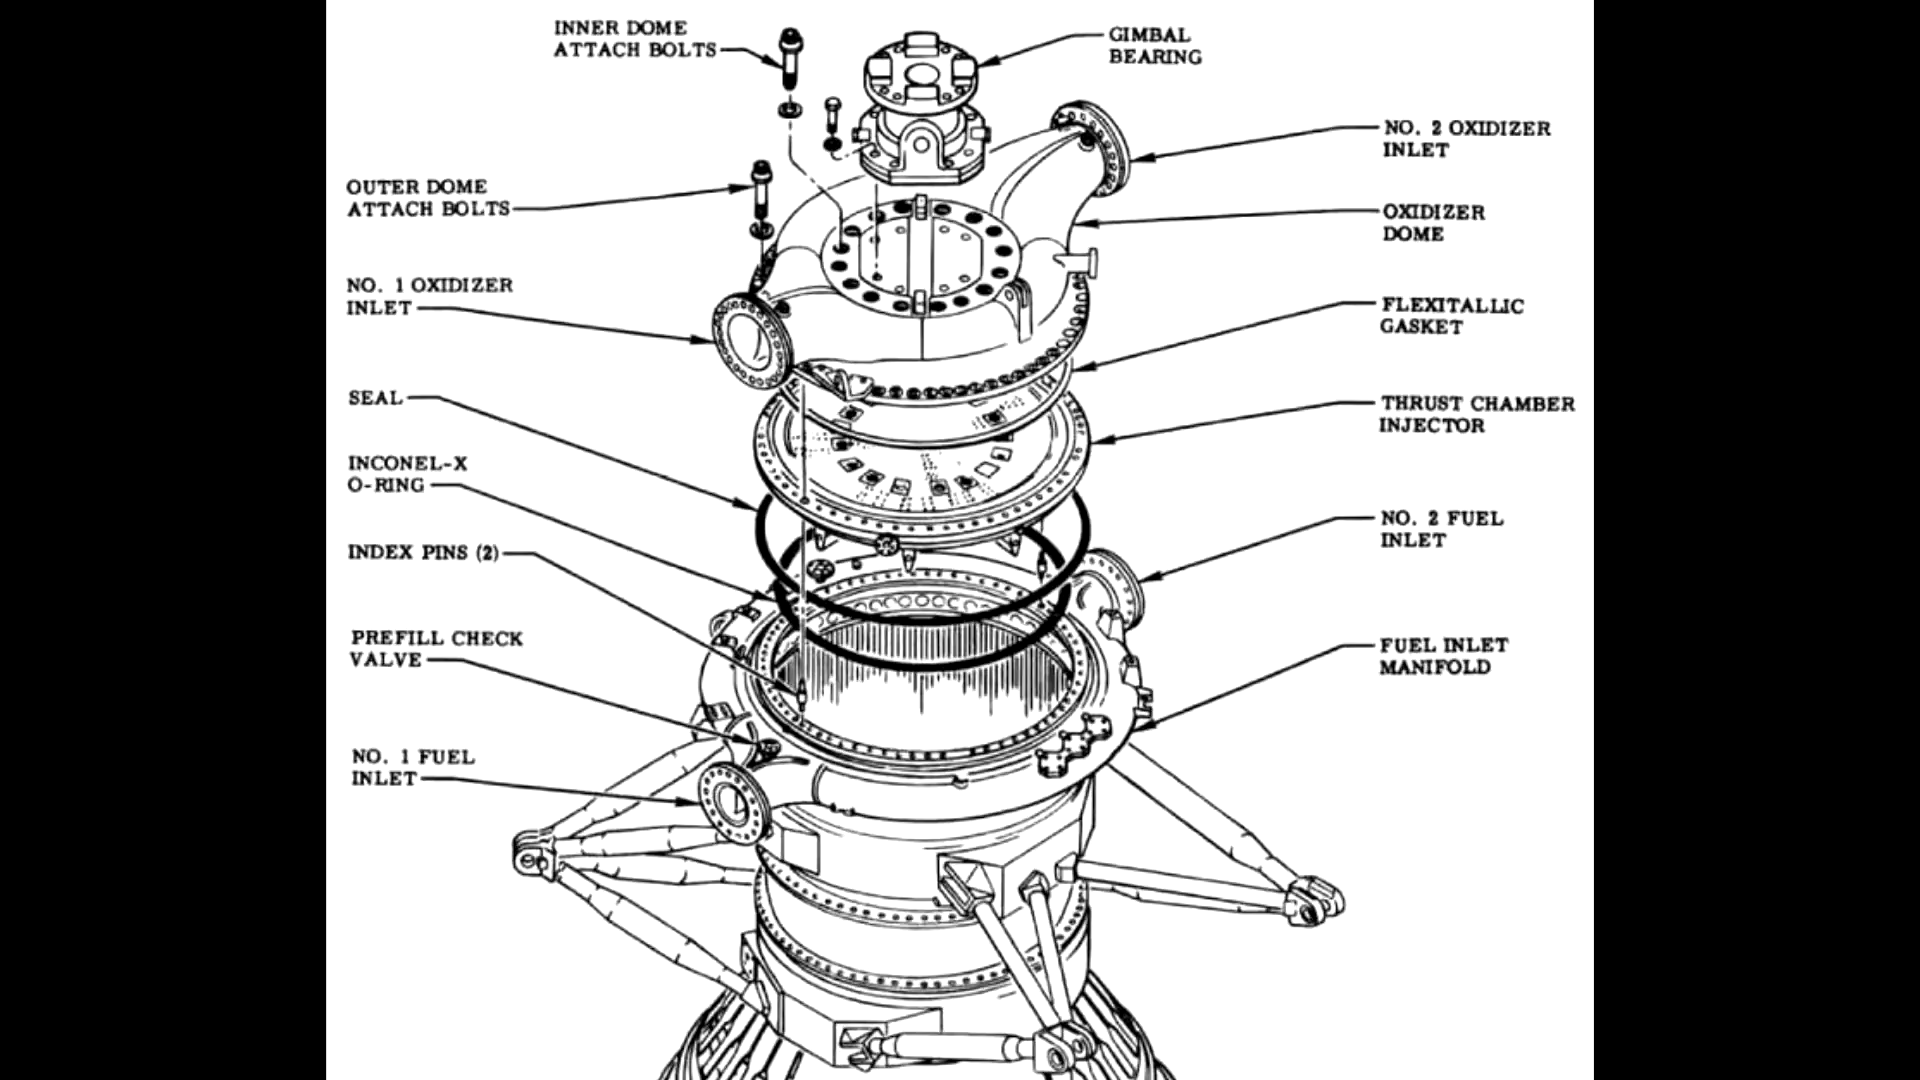 INNER DOME
ATTACH BOLTS
GIMBAL
BEARING
NO. 2 OXIDIZER
INLET
OUTER DOME
ATTACH BOLTS
OXIDIZER
DOME
NO. 1 OXIDIZER
INLET
FLEXITALLIC
GASKET
SEAL
THRUST CHAMBER
INJECTOR
INCONEL-X
O-RING
NO. 2 FUEL
INLET
INDEX PINS (2)
PREFILL CHECK
VALVE
FUEL INLET
MANIFOLD
NO. 1 FUEL
INLET